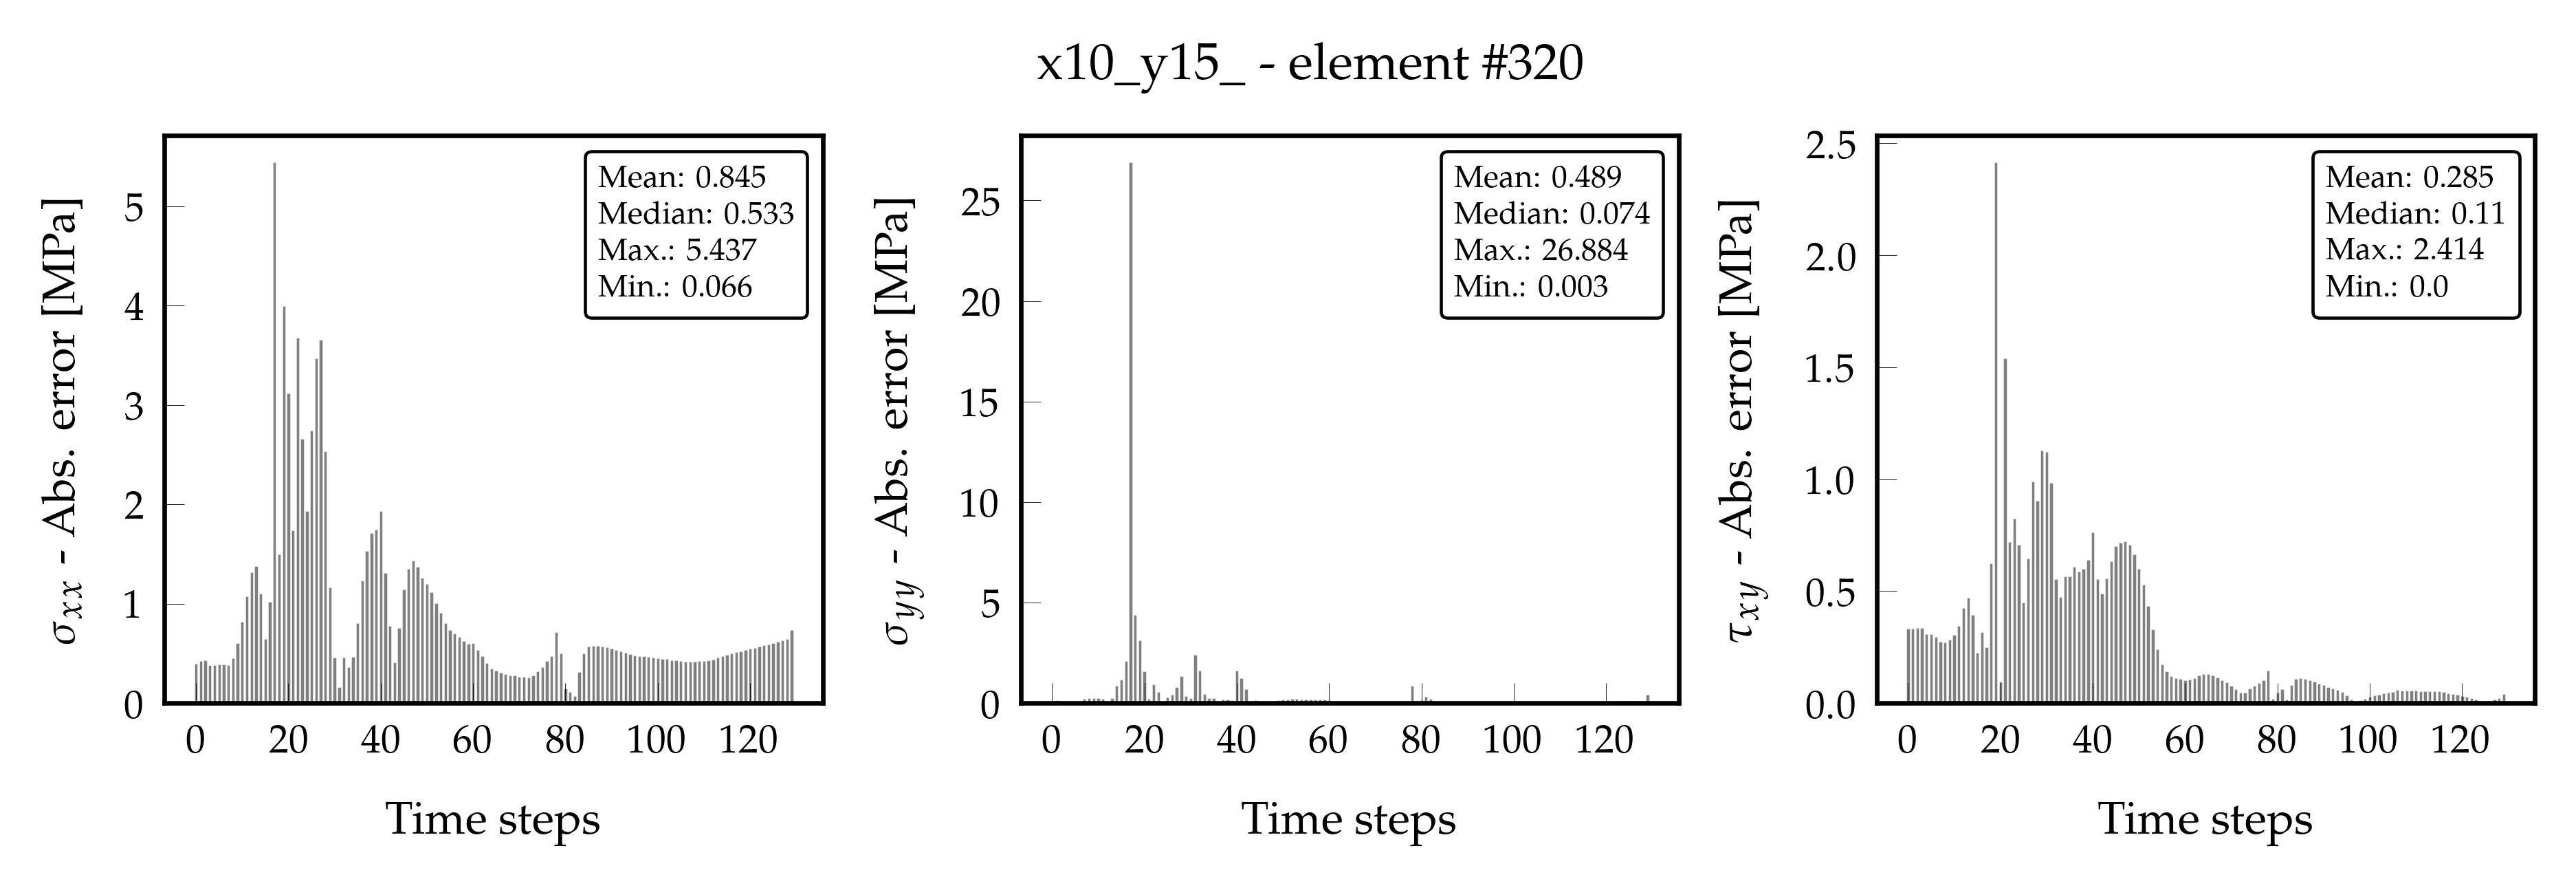 x10_y15_ - element #320
σxx - Abs. error [MPa]
5
4
3
2
1
0
0 20 40 60 80 100 120
Time steps
Mean: 0.845
Median: 0.533
Max.: 5.437
Min.: 0.066
σyy - Abs. error [MPa]
25
20
15
10
5
0
0 20 40 60 80 100 120
Time steps
Mean: 0.489
Median: 0.074
Max.: 26.884
Min.: 0.003
τxy - Abs. error [MPa]
2.5
2.0
1.5
1.0
0.5
0.0
0 20 40 60 80 100 120
Time steps
Mean: 0.285
Median: 0.11
Max.: 2.414
Min.: 0.0